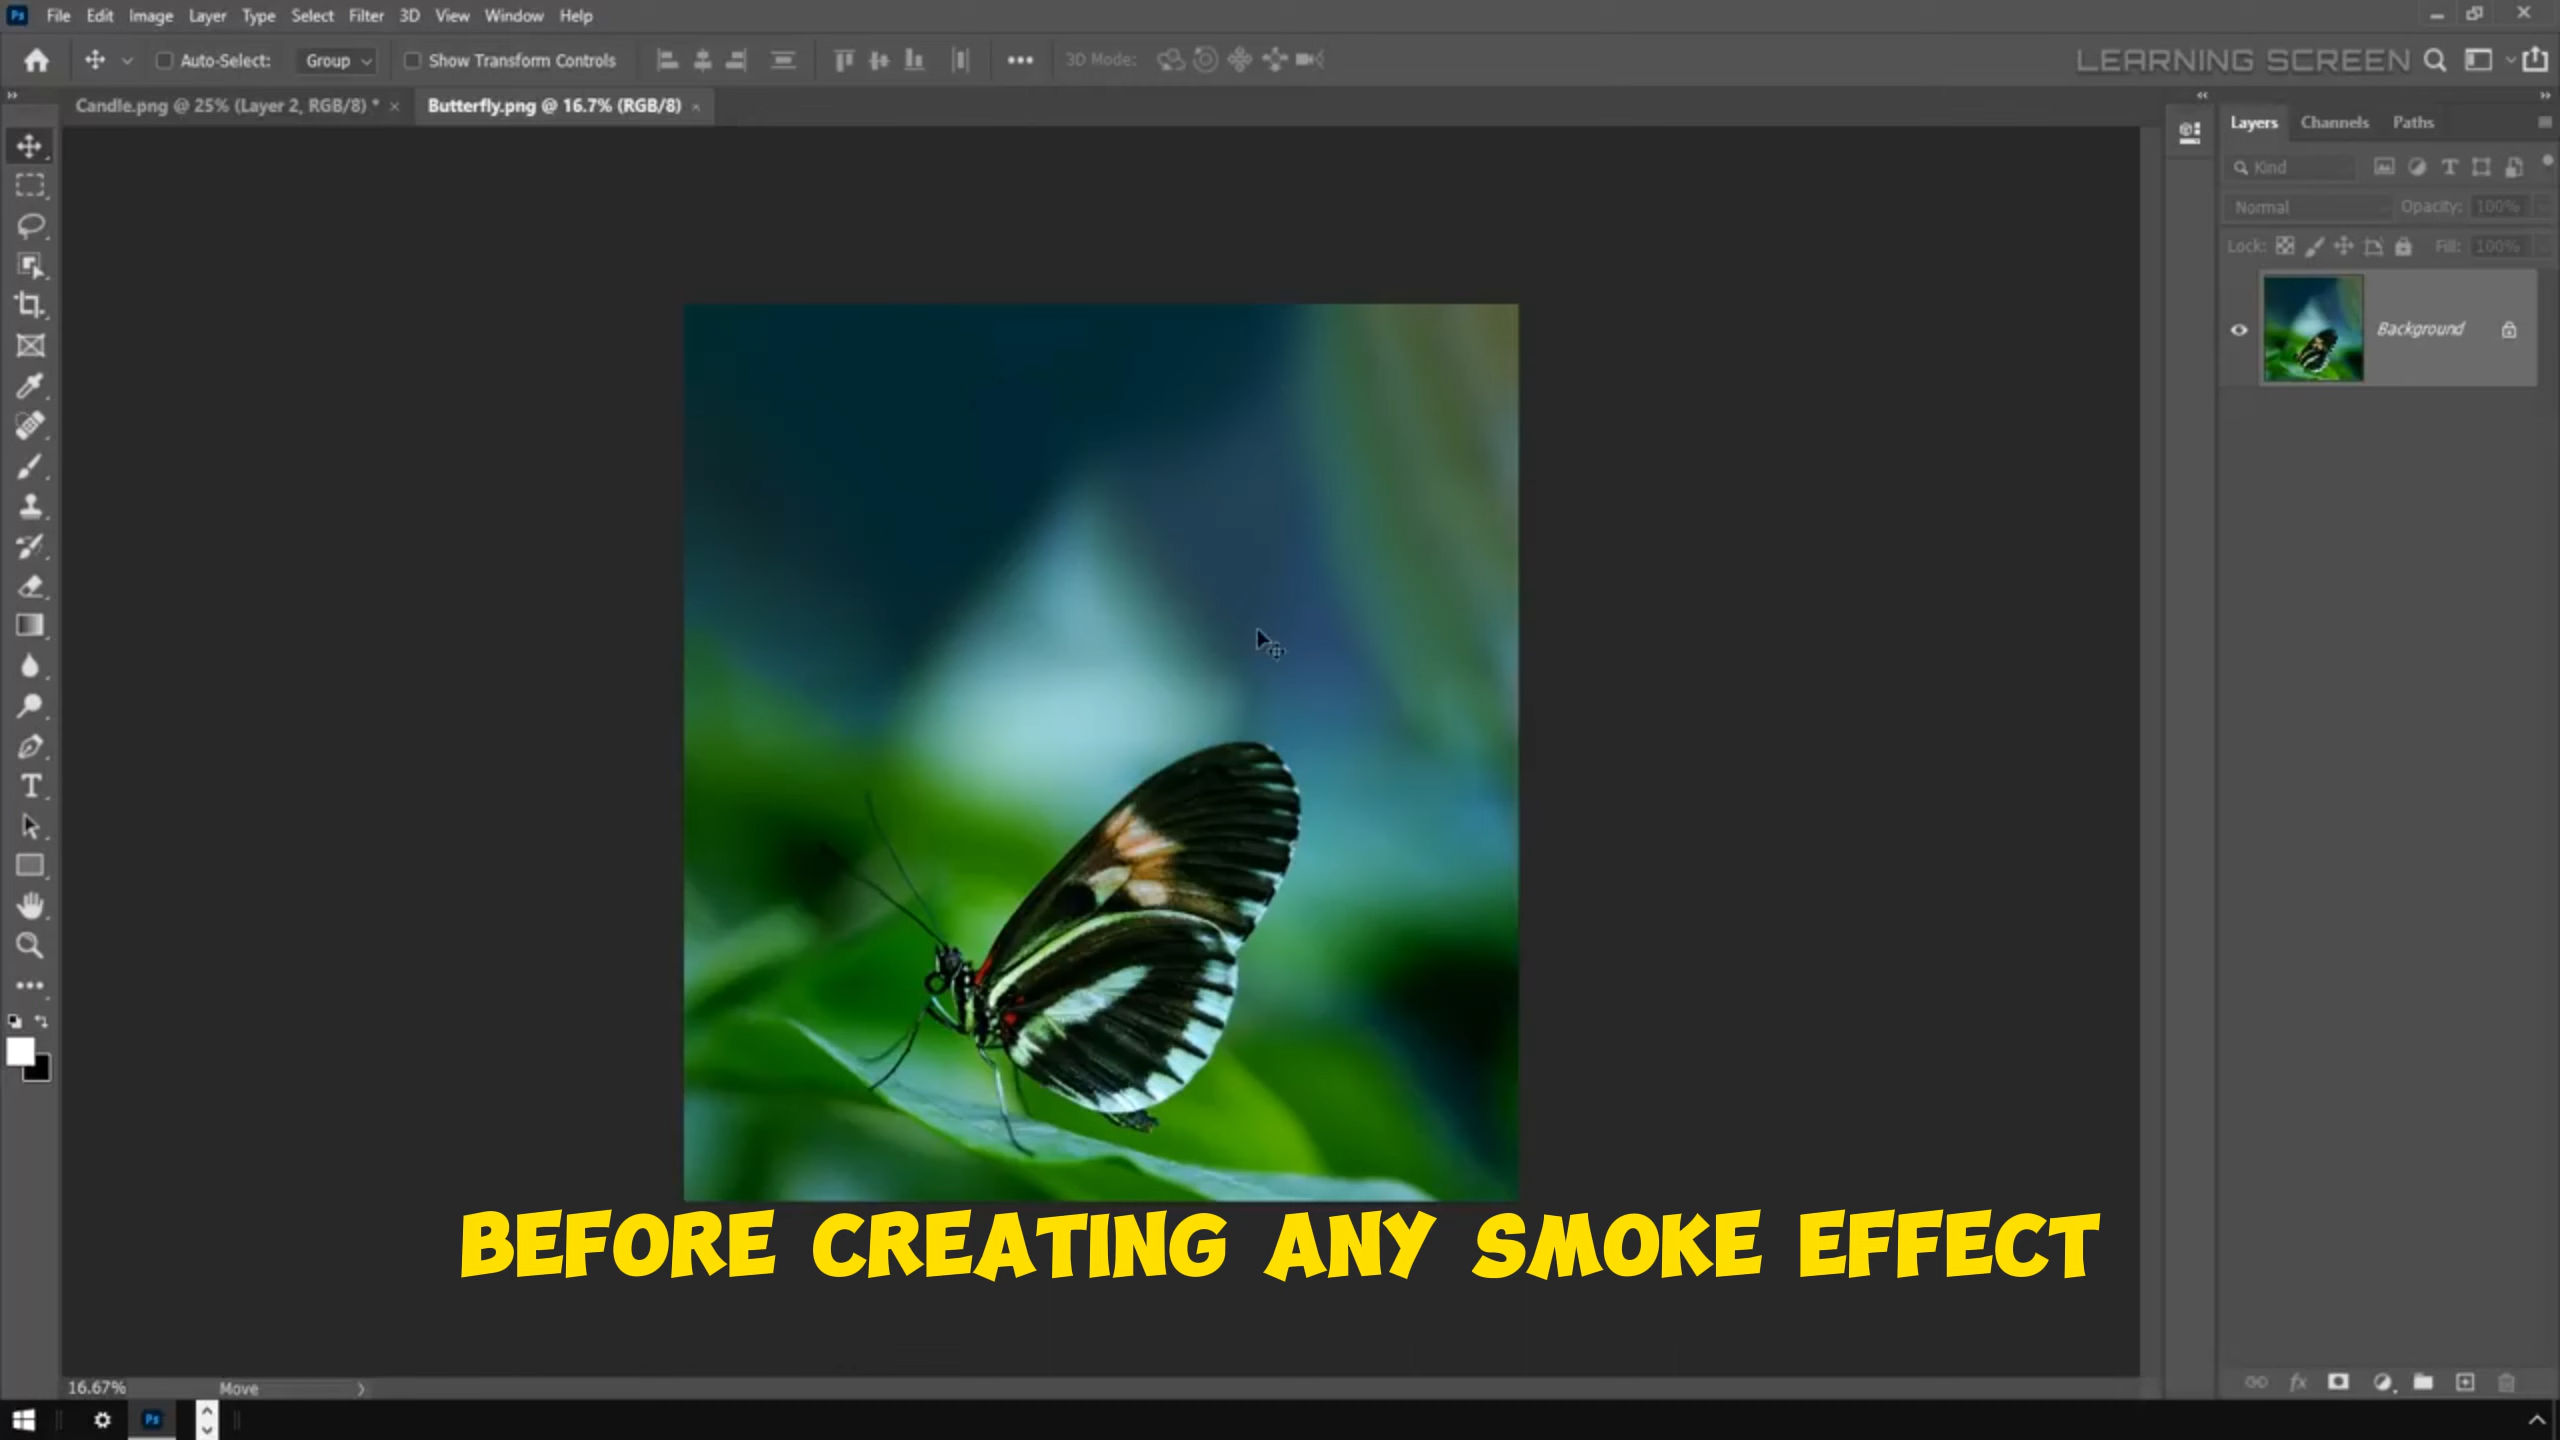 Ps File Edit Image Layer Type Select Filter 3D View Window Help
Auto-Select: Group Show Transform Controls 3D Mode: LEARNING SCREEN
Candle.png @ 25% (Layer 2, RGB/8) * × Butterfly.png @ 16.7% (RGB/8) ×
Layers Channels Paths
Kind
Normal Opacity: 100%
Lock: Fill: 100%
Background
BEFORE CREATING ANY SMOKE EFFECT
16.67% Move
Ps